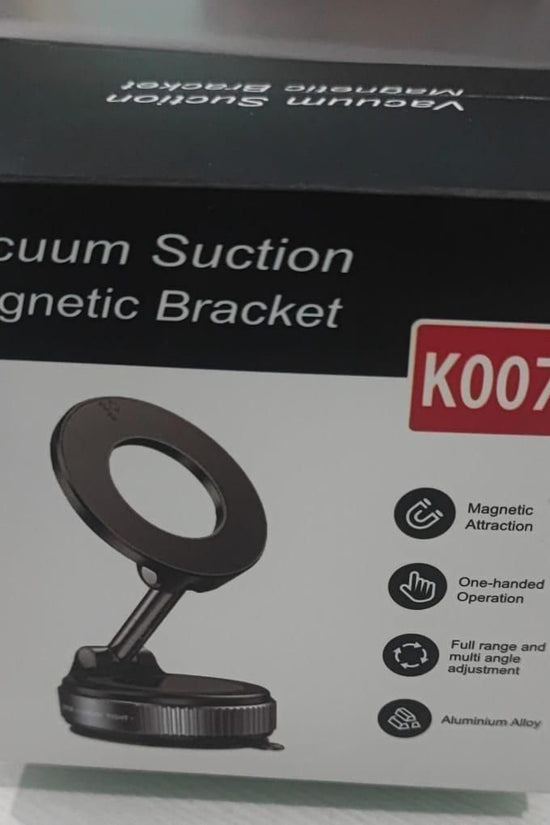 Vacuum Suction
Magnetic Bracket
cuum Suction
gnetic Bracket
K007
Magnetic
Attraction
One-handed
Operation
Full range and
multi angle
adjustment
Aluminium Alloy